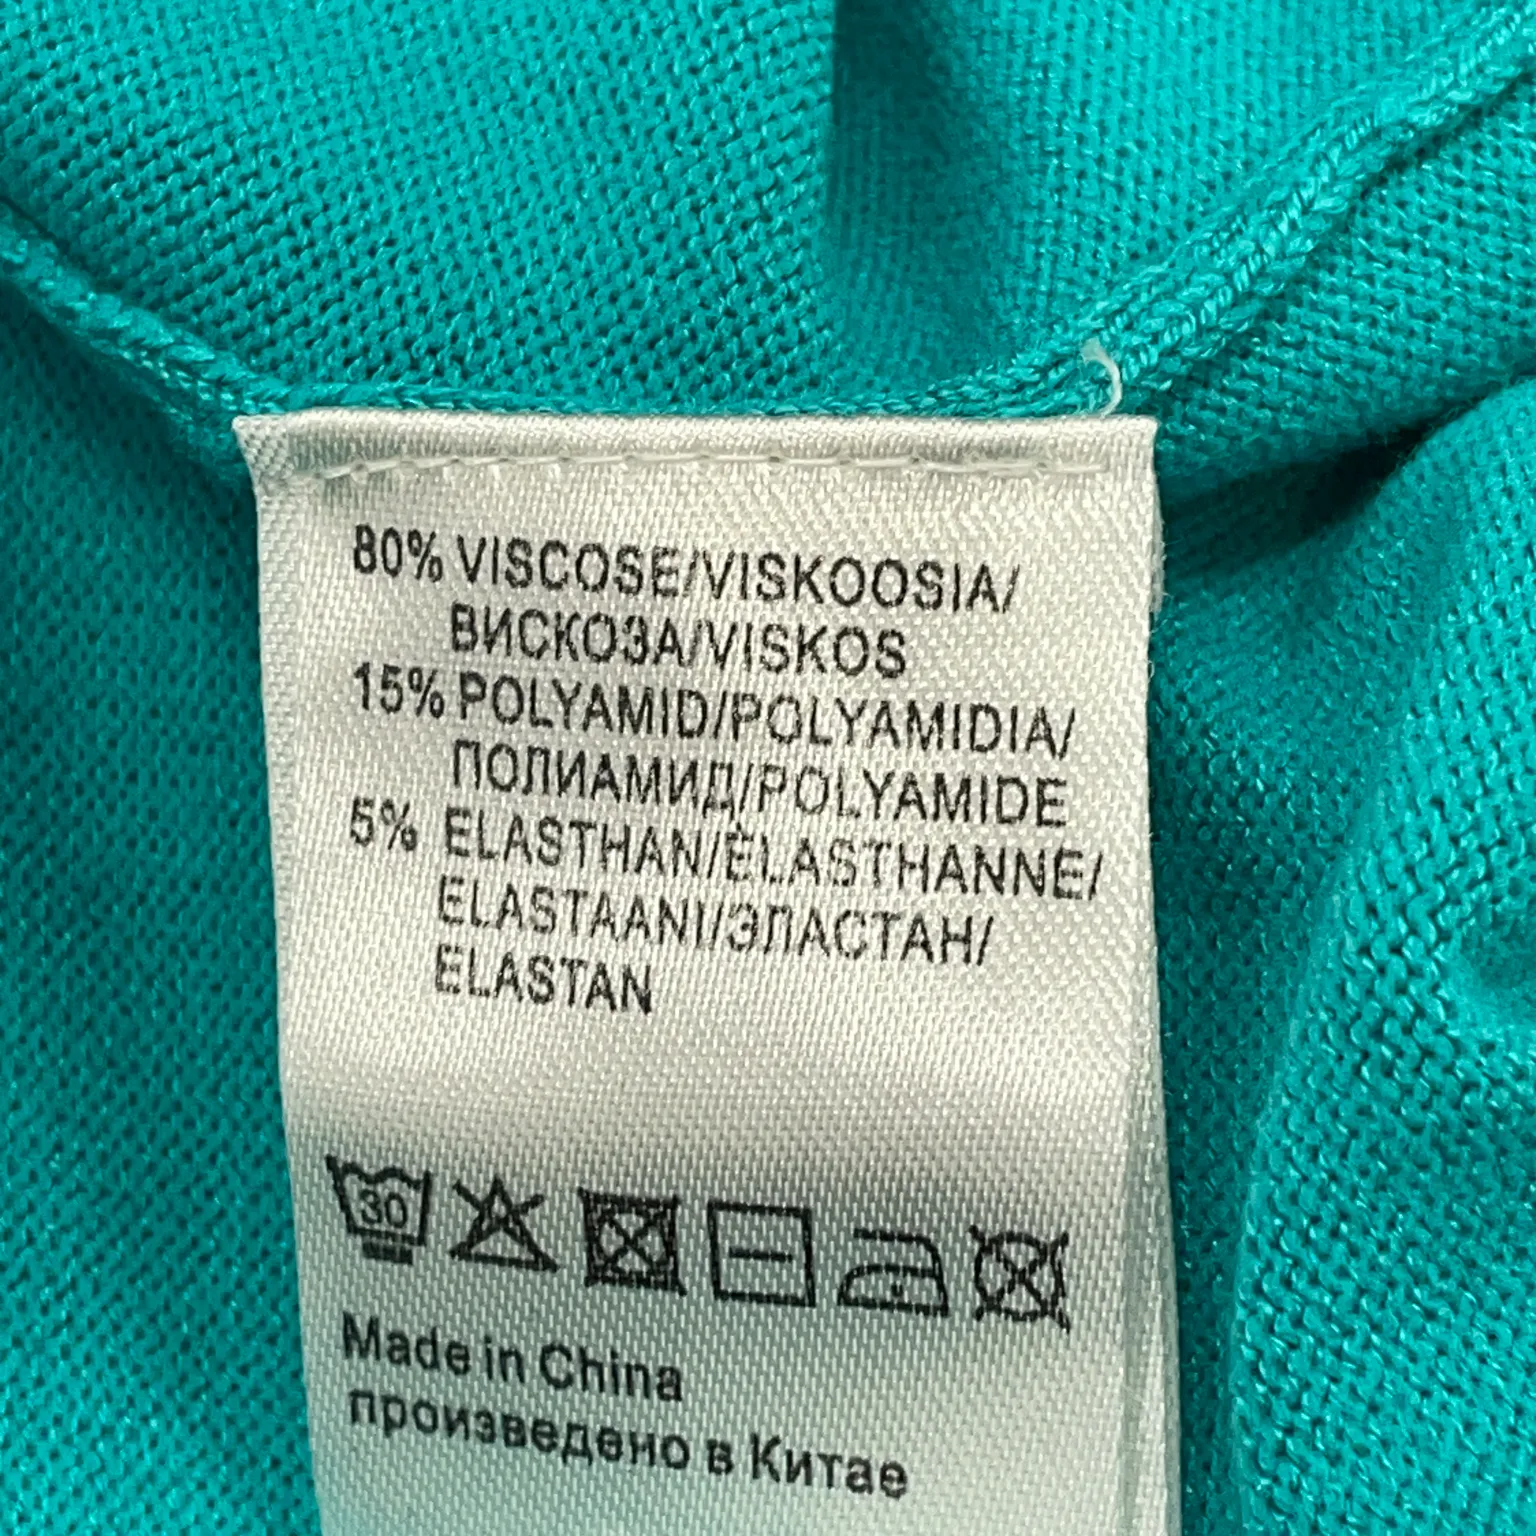 80% VISCOSE/VISKOOSIA/
ВИСКОЗА/VISKOS
15% POLYAMID/POLYAMIDIA/
ПОЛИАМИД/POLYAMIDE
5% ELASTHAN/ÉLASTHANNE/
ELASTAANI/ЭЛАСТАН/
ELASTAN
30
Made in China
произведено в Китае